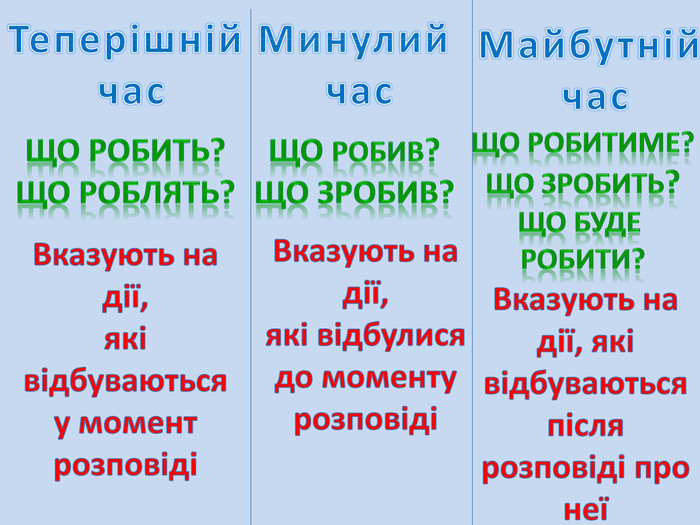 Теперішній
час
ЩО РОБИТЬ?
ЩО РОБЛЯТЬ?
Вказують на
дії,
які
відбуваються
у момент
розповіді
Минулий
час
ЩО РОБИВ?
ЩО ЗРОБИВ?
Вказують на
дії,
які відбулися
до моменту
розповіді
Майбутній
час
ЩО РОБИТИМЕ?
ЩО ЗРОБИТЬ?
ЩО БУДЕ
РОБИТИ?
Вказують на
дії, які
відбуваються
після
розповіді про
неї